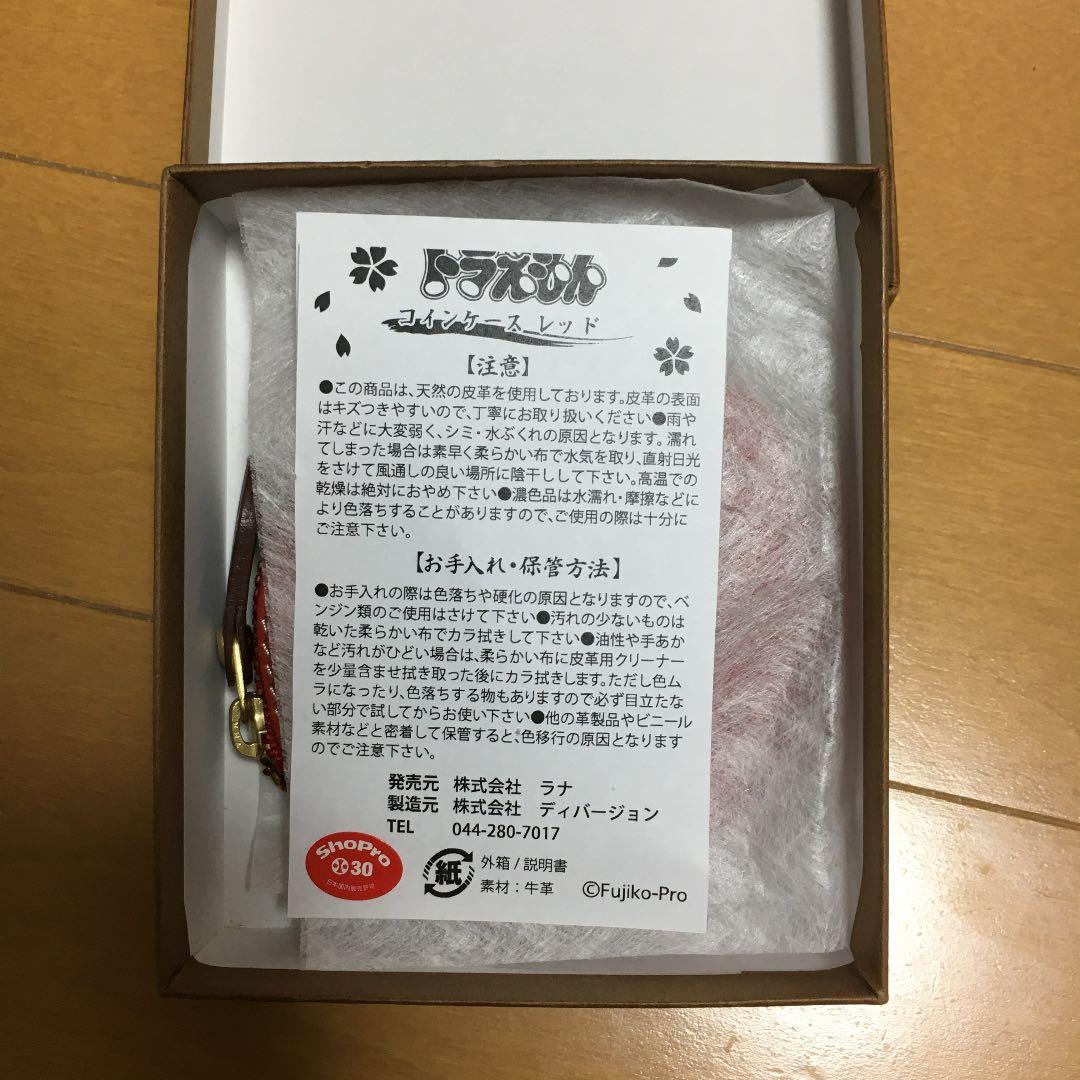 ドラえもん
コインケース レッド
【注意】
●この商品は、天然の皮革を使用しております。皮革の表面
はキズつきやすいので、丁寧にお取り扱いください●雨や
汗などに大変弱く、シミ・水ぶくれの原因となります。濡れ
てしまった場合は素早く柔らかい布で水気を取り、直射日光
をさけて風通しの良い場所に陰干しして下さい。高温での
乾燥は絶対におやめ下さい●濃色品は水濡れ・摩擦などに
より色落ちすることがありますので、ご使用の際は十分に
ご注意下さい。
【お手入れ・保管方法】
●お手入れの際は色落ちや硬化の原因となりますので、ベ
ンジン類のご使用はさけて下さい●汚れの少ないものは
乾いた柔らかい布でカラ拭きして下さい●油性や手あか
など汚れがひどい場合は、柔らかい布に皮革用クリーナー
を少量含ませ拭き取った後にカラ拭きします。ただし色ム
ラになったり、色落ちする物もありますので必ず目立たな
い部分で試してからお使い下さい●他の革製品やビニール
素材などと密着して保管すると、色移行の原因となります
のでご注意下さい。
発売元 株式会社 ラナ
製造元 株式会社 ディバージョン
TEL 044-280-7017
ShoPro
30
日本国内販売許可
紙
外箱 / 説明書
素材：牛革
©Fujiko-Pro